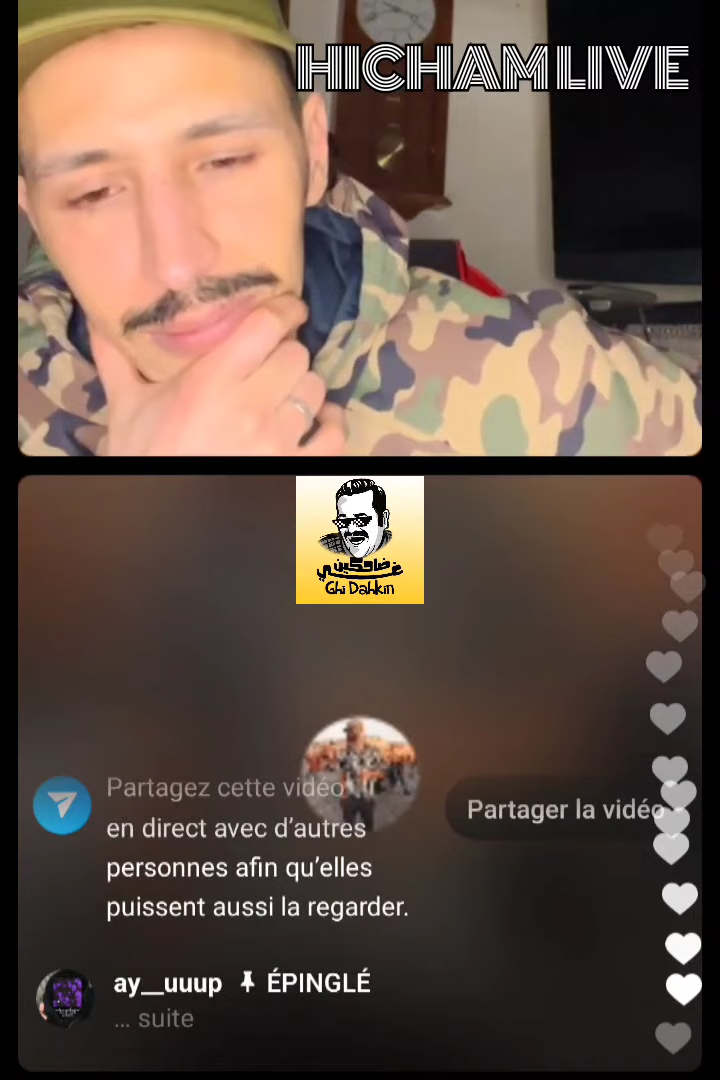 HICHAM LIVE
غي ضاحكين
Ghi Dahkin
Partagez cette vidéo
en direct avec d’autres
personnes afin qu’elles
puissent aussi la regarder.
Partager la vidéo
ay__uuup ÉPINGLÉ
... suite